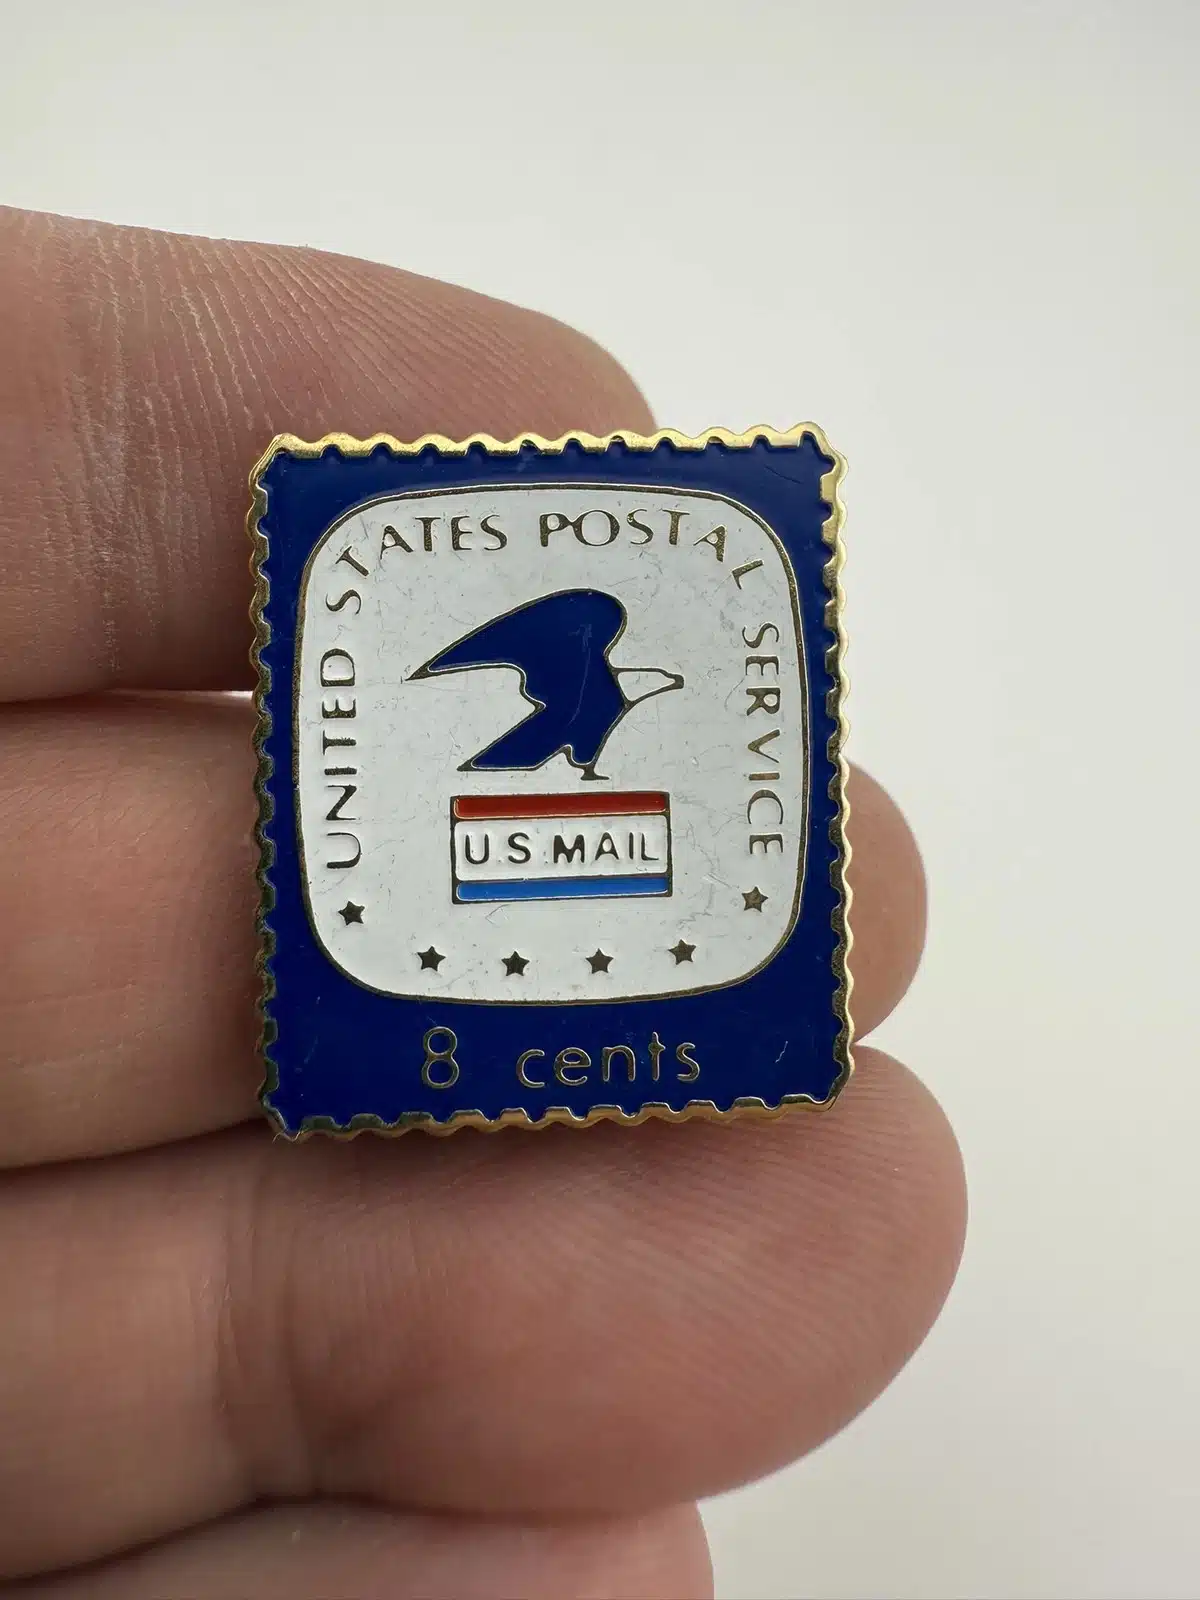 ★ UNITED STATES POSTAL SERVICE ★
U.S.MAIL
8 cents